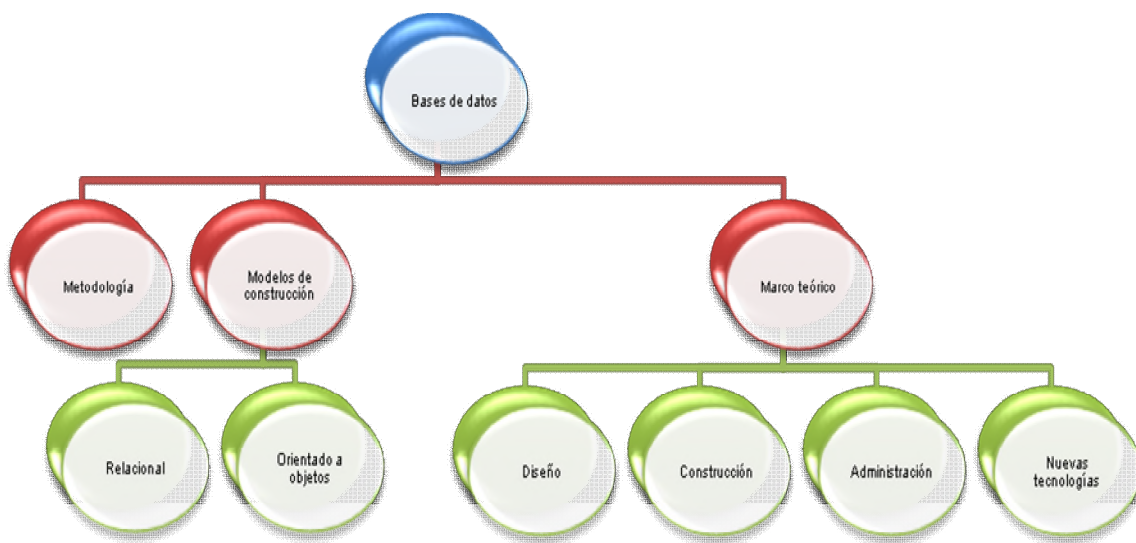 Bases de datos
Metodología
Modelos de
construcción
Marco teórico
Relacional
Orientado a
objetos
Diseño
Construcción
Administración
Nuevas
tecnologías